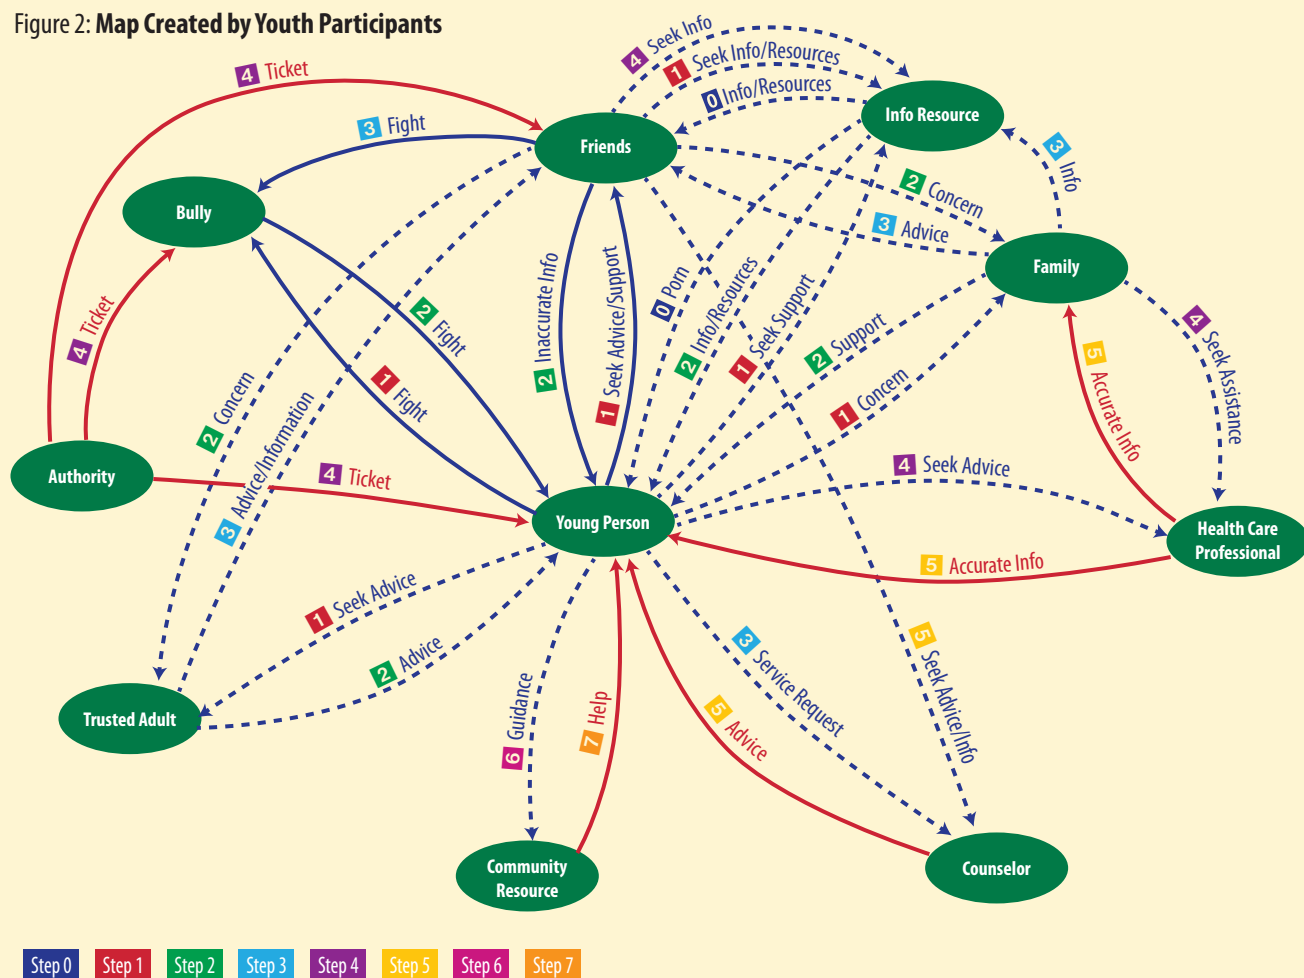 Figure 2: Map Created by Youth Participants
4 Seek Info
1 Seek Info/Resources
0 Info/Resources
4 Ticket
3 Fight
Friends
Info Resource
3 Info
Bully
2 Concern
3 Advice
Family
4 Ticket
2 Fight
1 Fight
2 Inaccurate Info
1 Seek Advice/Support
0 Porn
2 Info/Resources
1 Seek Support
2 Support
1 Concern
4 Seek Assistance
5 Accurate Info
2 Concern
3 Advice/Information
Authority
4 Ticket
4 Seek Advice
Young Person
Health Care
Professional
5 Accurate Info
1 Seek Advice
2 Advice
3 Service Request
5 Seek Advice/Info
Trusted Adult
6 Guidance
7 Help
5 Advice
Community
Resource
Counselor
Step 0 Step 1 Step 2 Step 3 Step 4 Step 5 Step 6 Step 7